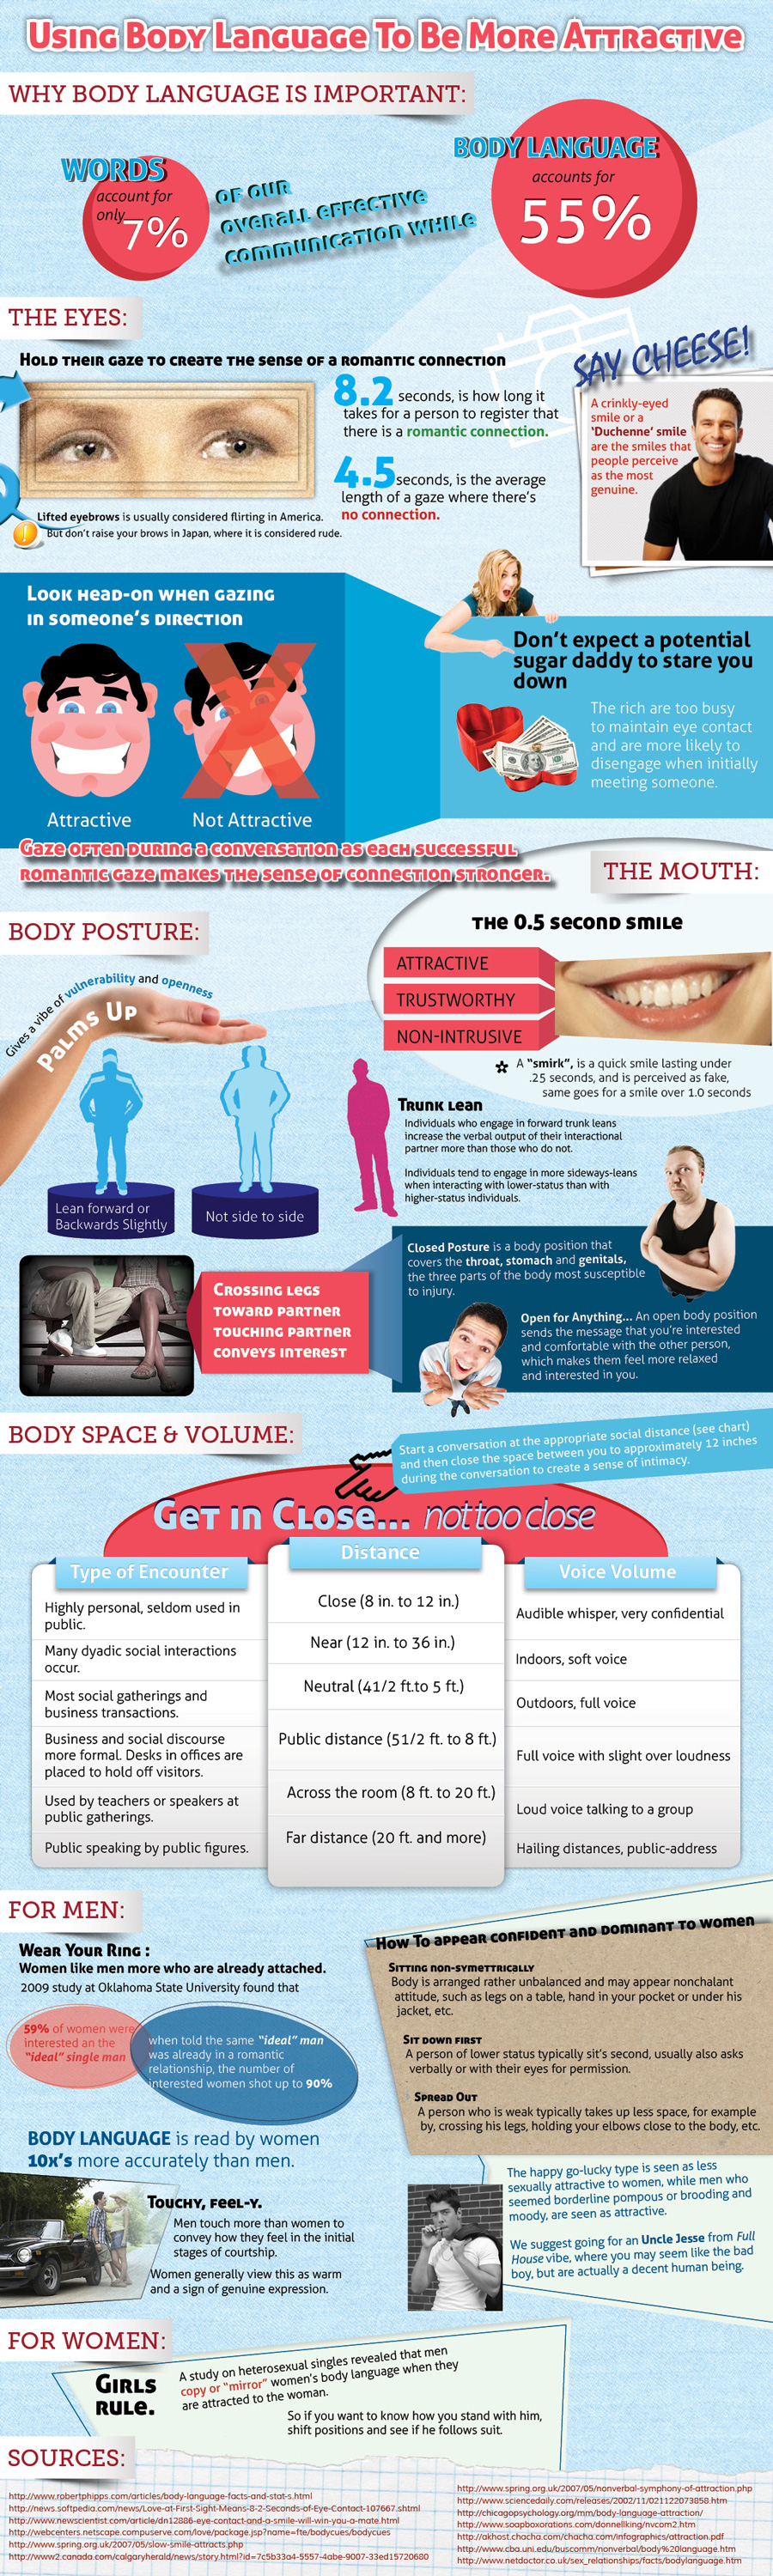 Using Body Language To Be More Attractive
WHY BODY LANGUAGE IS IMPORTANT:
WORDS
account for
only
7%
OF OUR
OVERALL EFFECTIVE
COMMUNICATION WHILE
BODY LANGUAGE
accounts for
55%
THE EYES:
Hold their gaze to create the sense of a romantic connection
8.2 seconds, is how long it
takes for a person to register that
there is a romantic connection.
4.5 seconds, is the average
length of a gaze where there's
no connection.
Lifted eyebrows is usually considered flirting in America.
But don't raise your brows in Japan, where it is considered rude.
SAY CHEESE!
A crinkly-eyed
smile or a
'Duchenne' smile
are the smiles that
people perceive
as the most
genuine.
Look head-on when gazing
in someone's direction
Attractive
Not Attractive
Don't expect a potential
sugar daddy to stare you
down
The rich are too busy
to maintain eye contact
and are more likely to
disengage when initially
meeting someone.
Gaze often during a conversation as each successful
romantic gaze makes the sense of connection stronger.
THE MOUTH:
The 0.5 second smile
ATTRACTIVE
TRUSTWORTHY
NON-INTRUSIVE
A "smirk", is a quick smile lasting under
.25 seconds, and is perceived as fake,
same goes for a smile over 1.0 seconds
BODY POSTURE:
Gives a vibe of vulnerability and openness
Palms Up
Lean forward or
Backwards Slightly
Not side to side
Trunk Lean
Individuals who engage in forward trunk leans
increase the verbal output of their interactional
partner more than those who do not.
Individuals tend to engage in more sideways-leans
when interacting with lower-status than with
higher-status individuals.
Crossing legs
toward partner
touching partner
conveys interest
Closed Posture is a body position that
covers the throat, stomach and genitals,
the three parts of the body most susceptible
to injury.
Open for Anything... An open body position
sends the message that you're interested
and comfortable with the other person,
which makes them feel more relaxed
and interested in you.
BODY SPACE & VOLUME:
Start a conversation at the appropriate social distance (see chart)
and then close the space between you to approximately 12 inches
during the conversation to create a sense of intimacy.
Get in Close... not too close
Type of Encounter
Distance
Voice Volume
Highly personal, seldom used in
public.
Close (8 in. to 12 in.)
Audible whisper, very confidential
Many dyadic social interactions
occur.
Near (12 in. to 36 in.)
Indoors, soft voice
Most social gatherings and
business transactions.
Neutral (41/2 ft.to 5 ft.)
Outdoors, full voice
Business and social discourse
more formal. Desks in offices are
placed to hold off visitors.
Public distance (51/2 ft. to 8 ft.)
Full voice with slight over loudness
Used by teachers or speakers at
public gatherings.
Across the room (8 ft. to 20 ft.)
Loud voice talking to a group
Public speaking by public figures.
Far distance (20 ft. and more)
Hailing distances, public-address
FOR MEN:
Wear Your Ring :
Women like men more who are already attached.
2009 study at Oklahoma State University found that
59% of women were
interested an the
"ideal" single man
when told the same "ideal" man
was already in a romantic
relationship, the number of
interested women shot up to 90%
BODY LANGUAGE is read by women
10x's more accurately than men.
Touchy, Feel-y.
Men touch more than women to
convey how they feel in the initial
stages of courtship.
Women generally view this as warm
and a sign of genuine expression.
How To appear confident and dominant to women
Sitting non-symettrically
Body is arranged rather unbalanced and may appear nonchalant
attitude, such as legs on a table, hand in your pocket or under his
jacket, etc.
Sit down first
A person of lower status typically sit's second, usually also asks
verbally or with their eyes for permission.
Spread Out
A person who is weak typically takes up less space, for example
by, crossing his legs, holding your elbows close to the body, etc.
The happy go-lucky type is seen as less
sexually attractive to women, while men who
seemed borderline pompous or brooding and
moody, are seen as attractive.
We suggest going for an Uncle Jesse from Full
House vibe, where you may seem like the bad
boy, but are actually a decent human being.
FOR WOMEN:
Girls
Rule.
A study on heterosexual singles revealed that men
copy or "mirror" women's body language when they
are attracted to the woman.
So if you want to know how you stand with him,
shift positions and see if he follows suit.
SOURCES:
http://www.robertphipps.com/articles/body-language-facts-and-stat-s.html
http://news.softpedia.com/news/Love-at-First-Sight-Means-8-2-Seconds-of-Eye-Contact-107667.shtml
http://www.newscientist.com/article/dn12886-eye-contact-and-a-smile-will-win-you-a-mate.html
http://webcenters.netscape.compuserve.com/love/package.jsp?name=fte/bodycues/bodycues
http://www.spring.org.uk/2007/05/slow-smile-attracts.php
http://www2.canada.com/calgaryherald/news/story.html?id=7c5b33a4-5557-4abe-9007-33ed15720680
http://www.spring.org.uk/2007/05/nonverbal-symphony-of-attraction.php
http://www.sciencedaily.com/releases/2002/11/021122073858.htm
http://chicagopsychology.org/mm/body-language-attraction/
http://www.soapboxorations.com/donnellking/nvcom2.htm
http://akhost.chacha.com/chacha.com/infographics/attraction.pdf
http://www.cba.uni.edu/buscomm/nonverbal/body%20language.htm
http://www.netdoctor.co.uk/sex_relationships/facts/bodylanguage.htm